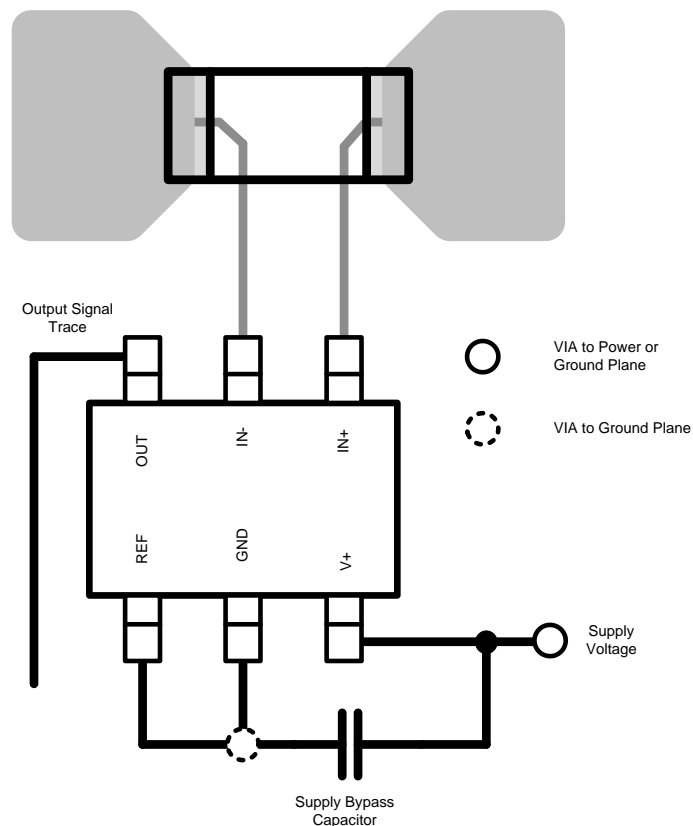 Output Signal
Trace
VIA to Power or
Ground Plane
VIA to Ground Plane
OUT
IN-
IN+
REF
GND
V+
Supply
Voltage
Supply Bypass
Capacitor